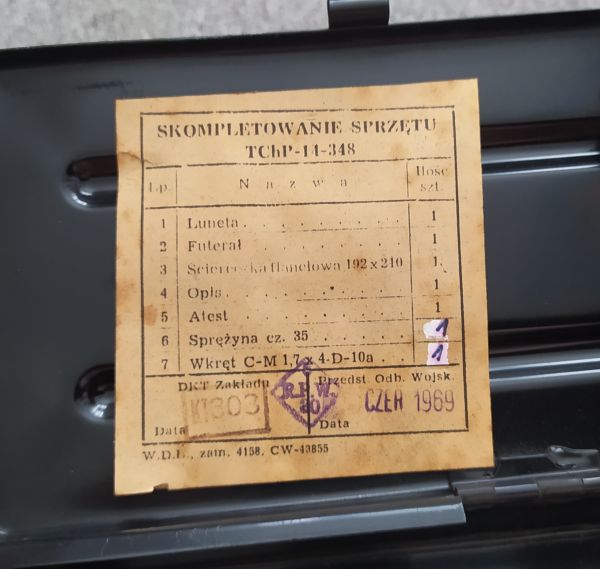 SKOMPLETOWANIE SPRZĘTU
TChP-14-348
Lp. Nazwa Ilość szt.
1 Luneta 1
2 Futerał 1
3 Ściereczka flanelowa 192 x 210 1
4 Opis 1
5 Atest 1
6 Sprężyna cz. 35 1
7 Wkręt C-M 1,7 x 4-D-10a 1
DKT Zakładu Przedst. Odb. Wojsk.
KT303 CZER 1969
Data Data
W.D.L., zam. 4158, CW-43855